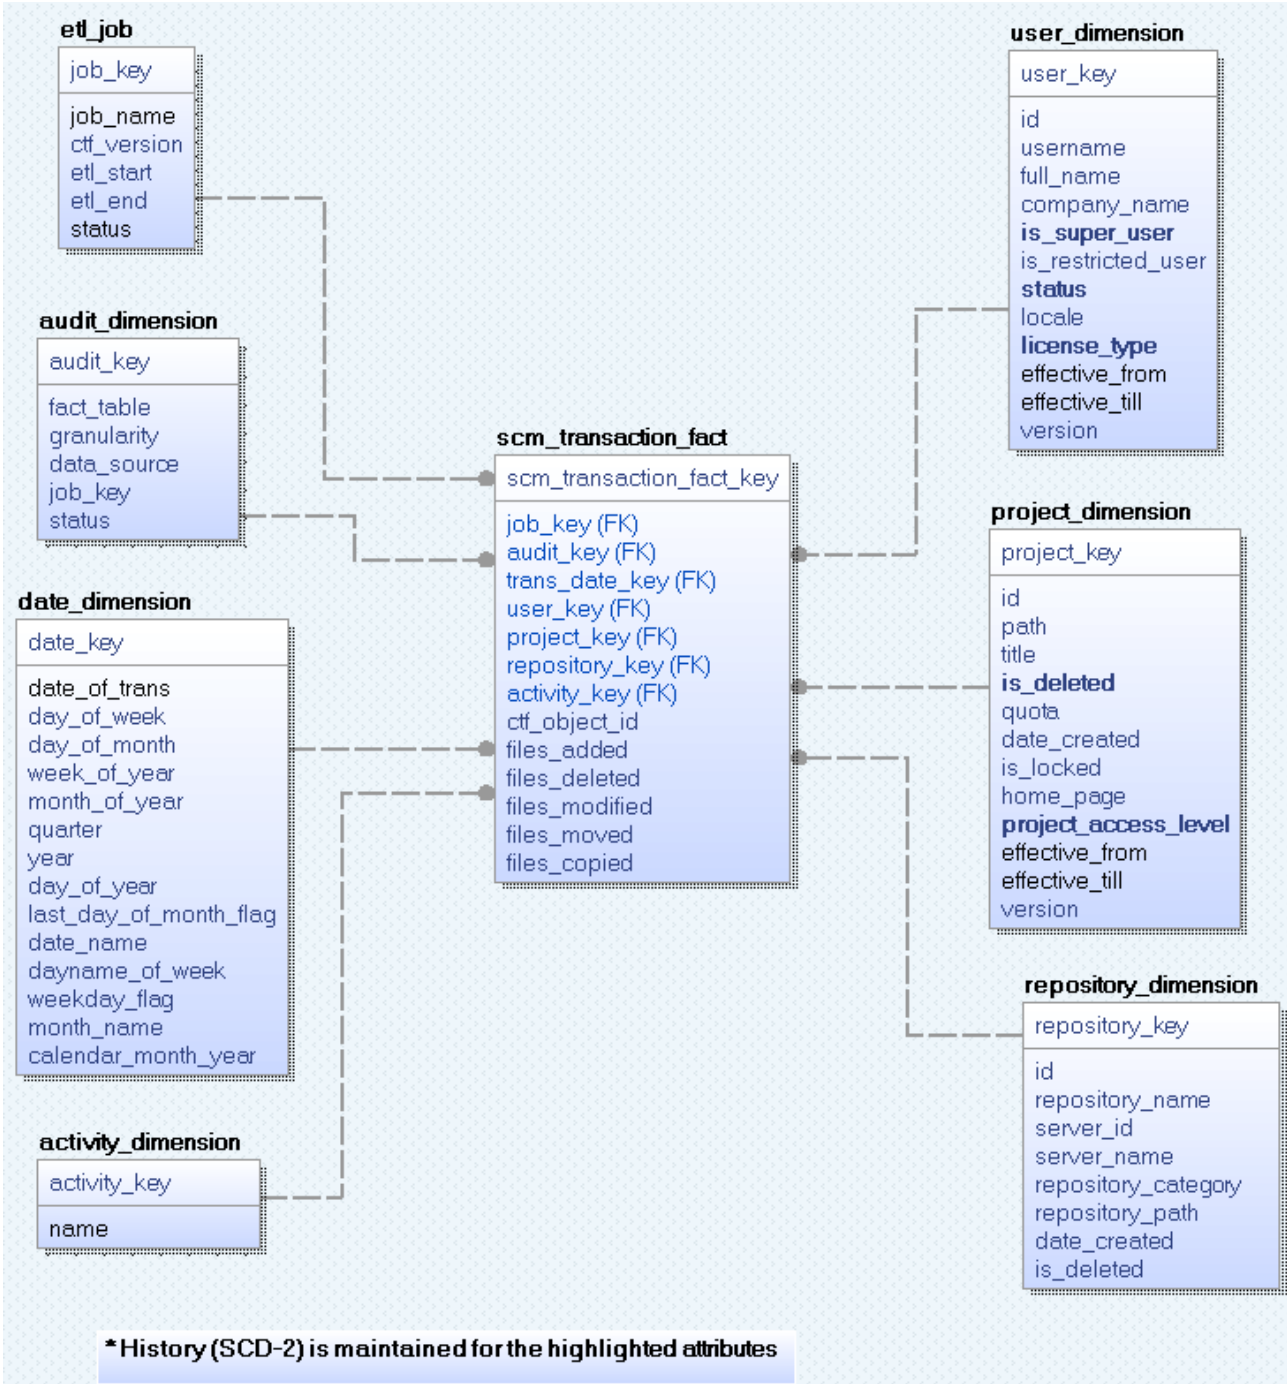 etl_job
job_key
job_name
ctf_version
etl_start
etl_end
status
audit_dimension
audit_key
fact_table
granularity
data_source
job_key
status
date_dimension
date_key
date_of_trans
day_of_week
day_of_month
week_of_year
month_of_year
quarter
year
day_of_year
last_day_of_month_flag
date_name
dayname_of_week
weekday_flag
month_name
calendar_month_year
activity_dimension
activity_key
name
scm_transaction_fact
scm_transaction_fact_key
job_key (FK)
audit_key (FK)
trans_date_key (FK)
user_key (FK)
project_key (FK)
repository_key (FK)
activity_key (FK)
ctf_object_id
files_added
files_deleted
files_modified
files_moved
files_copied
user_dimension
user_key
id
username
full_name
company_name
is_super_user
is_restricted_user
status
locale
license_type
effective_from
effective_till
version
project_dimension
project_key
id
path
title
is_deleted
quota
date_created
is_locked
home_page
project_access_level
effective_from
effective_till
version
repository_dimension
repository_key
id
repository_name
server_id
server_name
repository_category
repository_path
date_created
is_deleted
* History (SCD-2) is maintained for the highlighted attributes